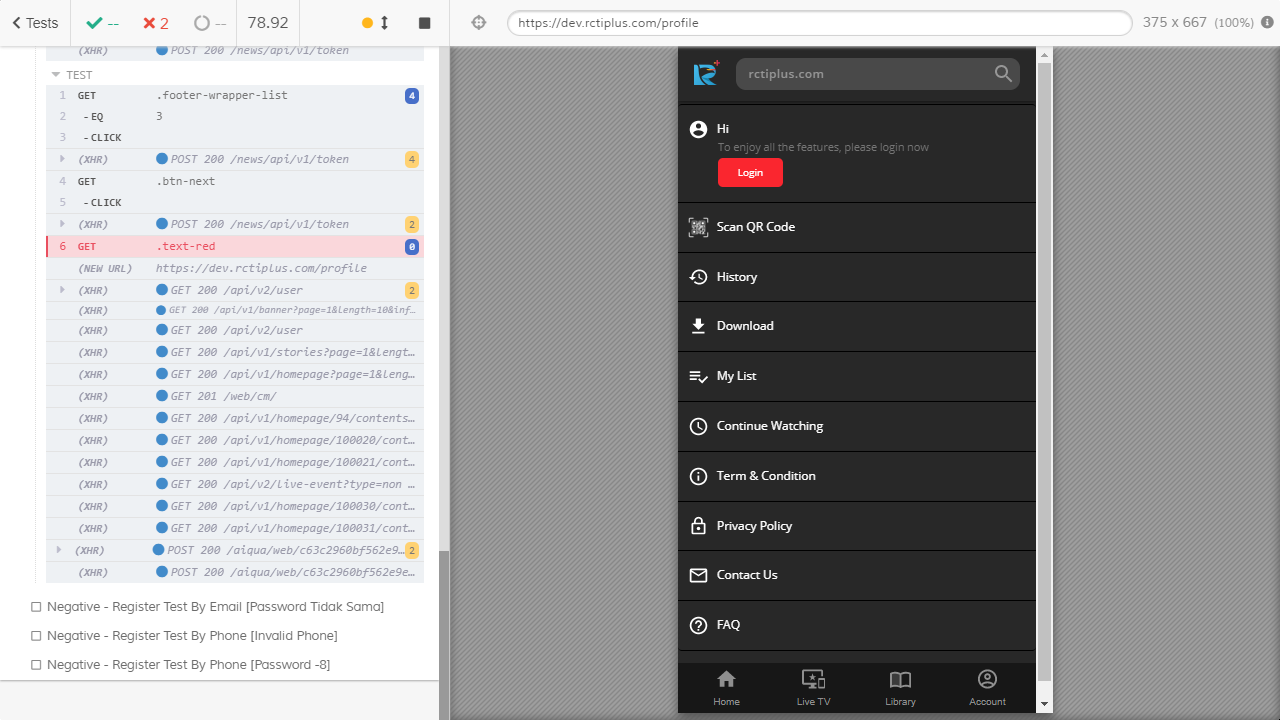 Tests
--
2
--
78.92
https://dev.rctiplus.com/profile
375 x 667 (100%)
(XHR) POST 200 /news/api/v1/token
TEST
1 GET .footer-wrapper-list 4
2 - EQ 3
3 - CLICK
(XHR) POST 200 /news/api/v1/token 4
4 GET .btn-next
5 - CLICK
(XHR) POST 200 /news/api/v1/token 2
6 GET .text-red 0
(NEW URL) https://dev.rctiplus.com/profile
(XHR) GET 200 /api/v2/user 2
(XHR) GET 200 /api/v1/banner?page=1&length=10&inf…
(XHR) GET 200 /api/v2/user
(XHR) GET 200 /api/v1/stories?page=1&lengt…
(XHR) GET 200 /api/v1/homepage?page=1&leng…
(XHR) GET 201 /web/cm/
(XHR) GET 200 /api/v1/homepage/94/contents…
(XHR) GET 200 /api/v1/homepage/100020/cont…
(XHR) GET 200 /api/v1/homepage/100021/cont…
(XHR) GET 200 /api/v2/live-event?type=non …
(XHR) GET 200 /api/v1/homepage/100030/cont…
(XHR) GET 200 /api/v1/homepage/100031/cont…
(XHR) POST 200 /aiqua/web/c63c2960bf562e9… 2
(XHR) POST 200 /aiqua/web/c63c2960bf562e9e…
Negative - Register Test By Email [Password Tidak Sama]
Negative - Register Test By Phone [Invalid Phone]
Negative - Register Test By Phone [Password -8]
rctiplus.com
Hi
To enjoy all the features, please login now
Login
Scan QR Code
History
Download
My List
Continue Watching
Term & Condition
Privacy Policy
Contact Us
FAQ
Home
Live TV
Library
Account